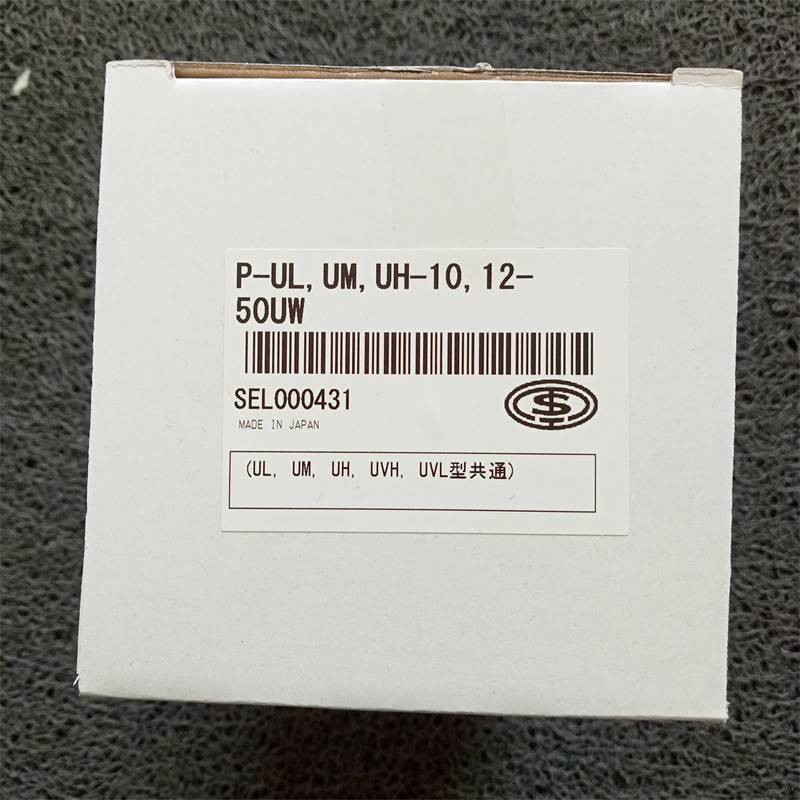 P-UL, UM, UH-10, 12-
50UW
SEL000431
MADE IN JAPAN
(UL, UM, UH, UVH, UVL型共通)